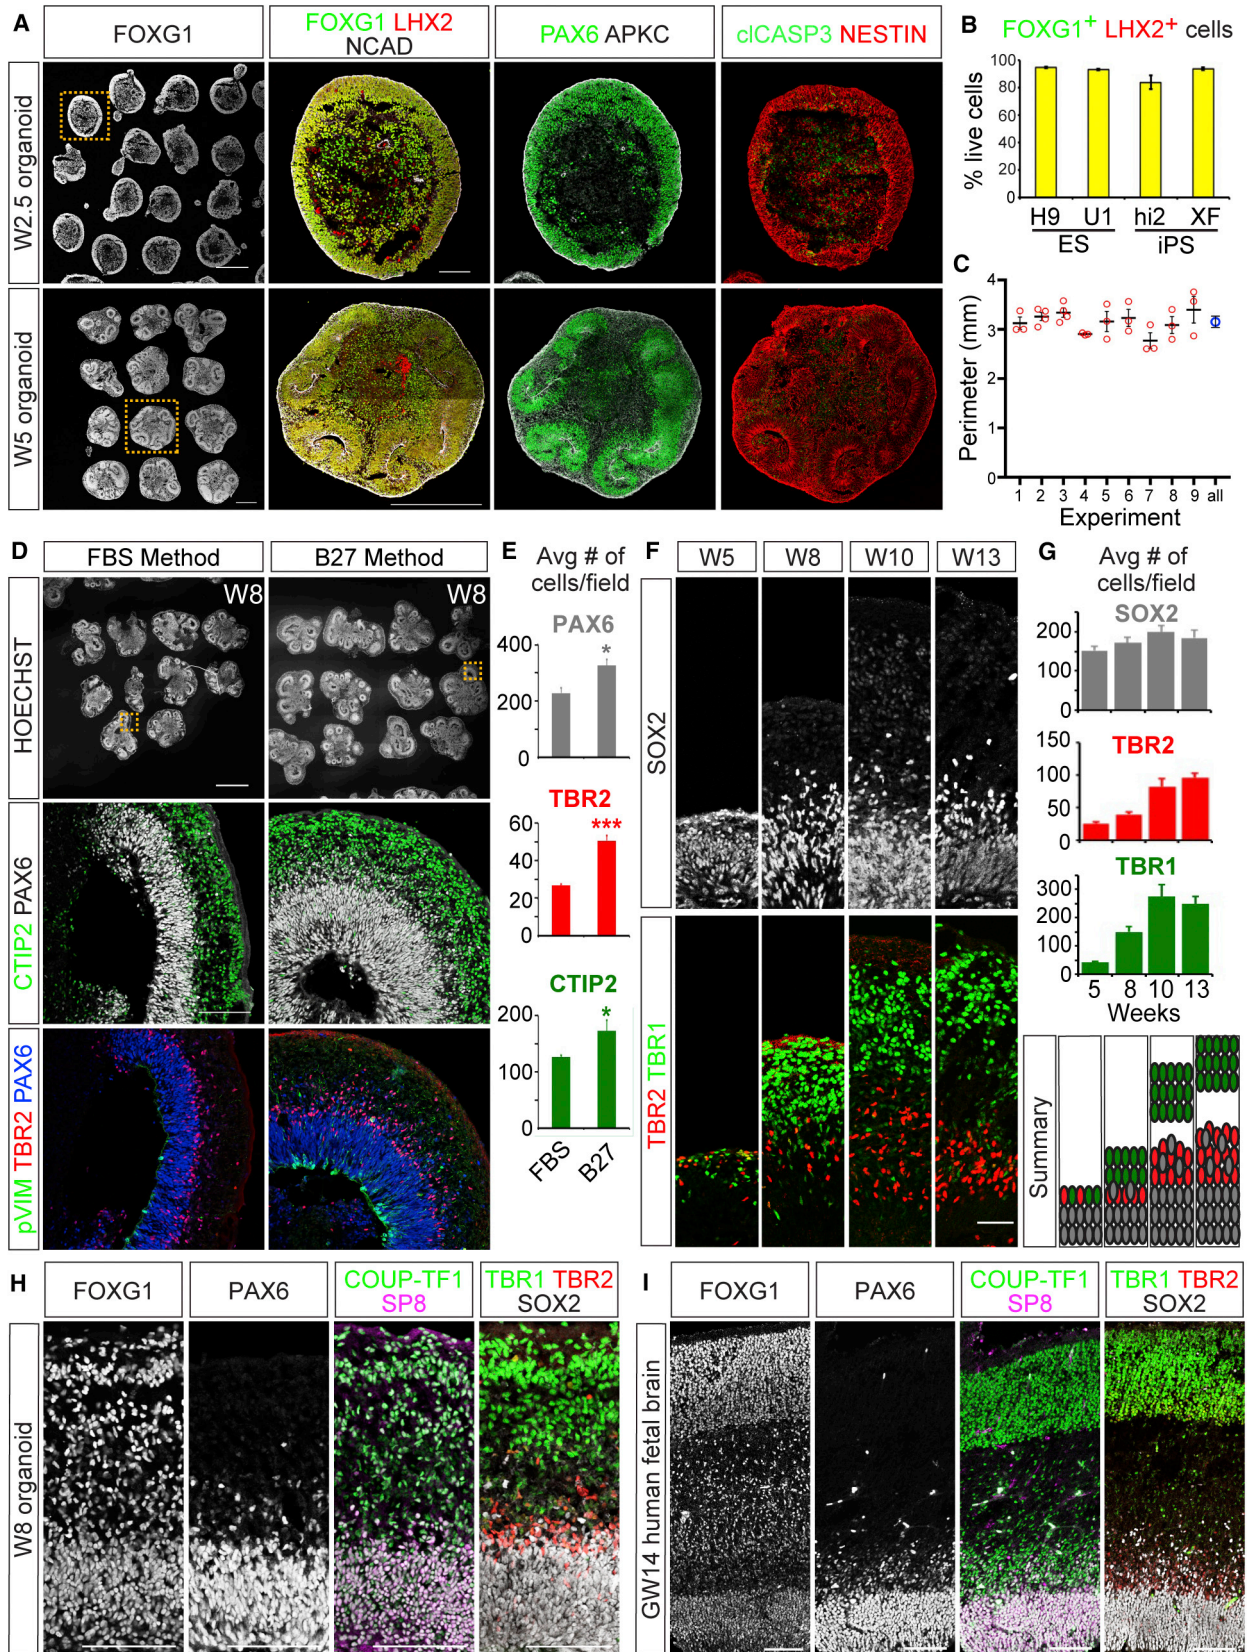 A
FOXG1
FOXG1 LHX2
NCAD
PAX6 APKC
clCASP3 NESTIN
W2.5 organoid
W5 organoid
B
FOXG1+ LHX2+ cells
% live cells
100
80
60
40
20
0
H9 U1 hi2 XF
ES iPS
C
Perimeter (mm)
4
3
2
1
0
1 2 3 4 5 6 7 8 9 all
Experiment
D
FBS Method
B27 Method
HOECHST
W8
W8
CTIP2 PAX6
pVIM TBR2 PAX6
E
Avg # of
cells/field
PAX6
400
200
0
*
TBR2
60
40
20
0
***
CTIP2
200
100
0
*
FBS B27
F
W5
W8
W10
W13
SOX2
TBR2 TBR1
G
Avg # of
cells/field
SOX2
200
100
0
TBR2
150
100
50
0
TBR1
300
200
100
0
5 8 10 13
Weeks
Summary
H
FOXG1
PAX6
COUP-TF1
SP8
TBR1 TBR2
SOX2
W8 organoid
I
FOXG1
PAX6
COUP-TF1
SP8
TBR1 TBR2
SOX2
GW14 human fetal brain